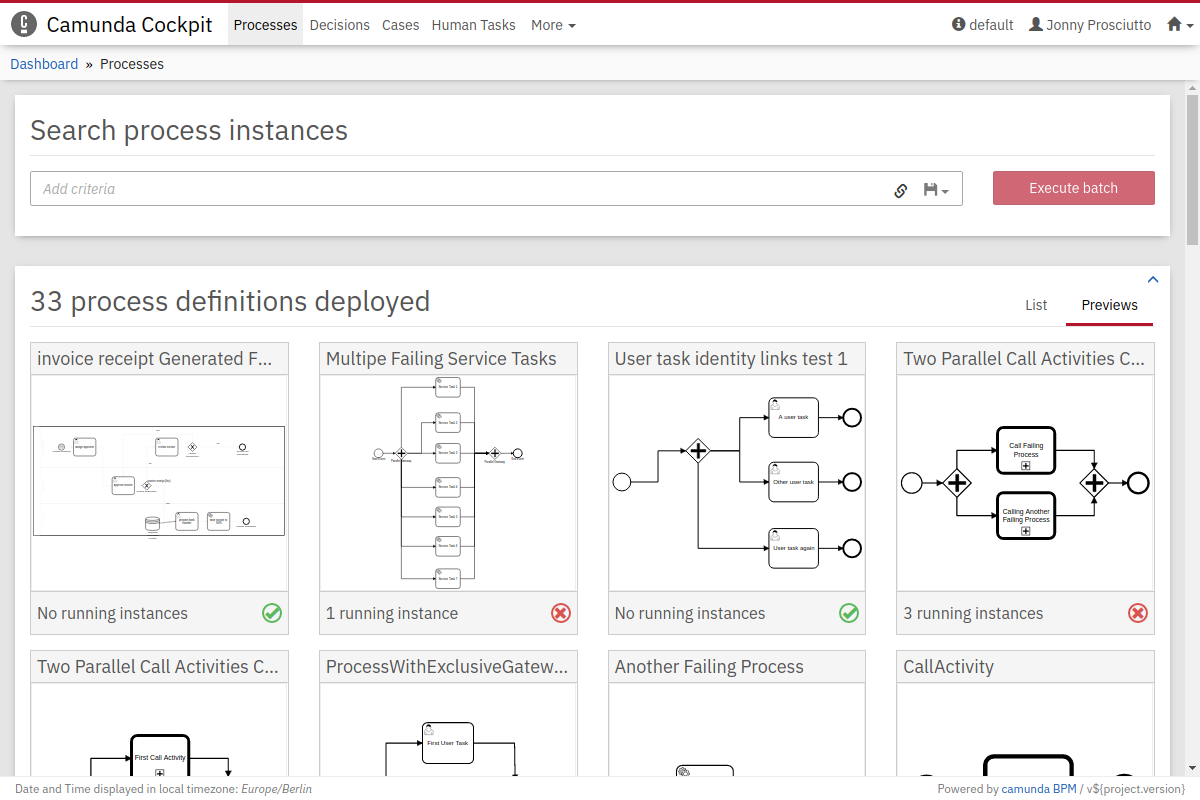 Camunda Cockpit Processes Decisions Cases Human Tasks More default Jonny Prosciutto
Dashboard » Processes
Search process instances
Add criteria Execute batch
33 process definitions deployed List Previews
invoice receipt Generated F... Multipe Failing Service Tasks User task identity links test 1 Two Parallel Call Activities C...
Service Task 1
A user task
Call Failing
Process
Other user task
Calling Another
Failing Process
User task again
No running instances 1 running instance No running instances 3 running instances
Two Parallel Call Activities C... ProcessWithExclusiveGatew... Another Failing Process CallActivity
First User Task
First Call Activity
Date and Time displayed in local timezone: Europe/Berlin Powered by camunda BPM / v${project.version}